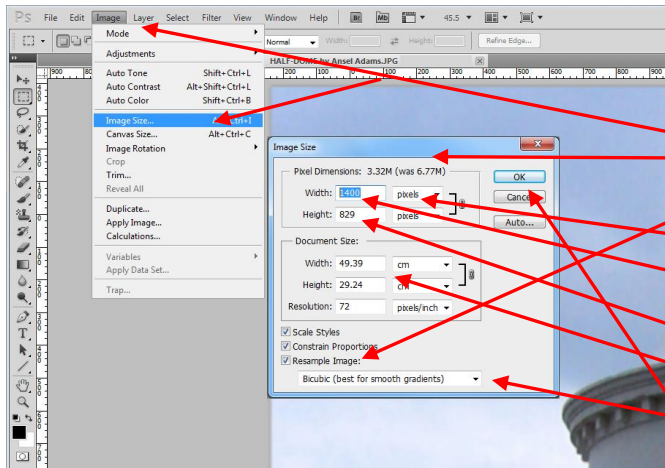 Ps File Edit Image Layer Select Filter View Window Help Br Mb 45.5
Normal Width: Height: Refine Edge...
HALF-DOME by Ansel Adams.JPG
Mode
Adjustments
Auto Tone Shift+Ctrl+L
Auto Contrast Alt+Shift+Ctrl+L
Auto Color Shift+Ctrl+B
Image Size...
Canvas Size... Alt+Ctrl+C
Image Rotation
Crop
Trim...
Reveal All
Duplicate...
Apply Image...
Calculations...
Variables
Apply Data Set...
Trap...
200 100 0 100 200 300 400 500 600 700 800 900
Image Size
Pixel Dimensions: 3.32M (was 6.77M)
Width: 1400 pixels
Height: 829 pixels
OK
Cancel
Auto...
Document Size:
Width: 49.39 cm
Height: 29.24 cm
Resolution: 72 pixels/inch
Scale Styles
Constrain Proportions
Resample Image:
Bicubic (best for smooth gradients)